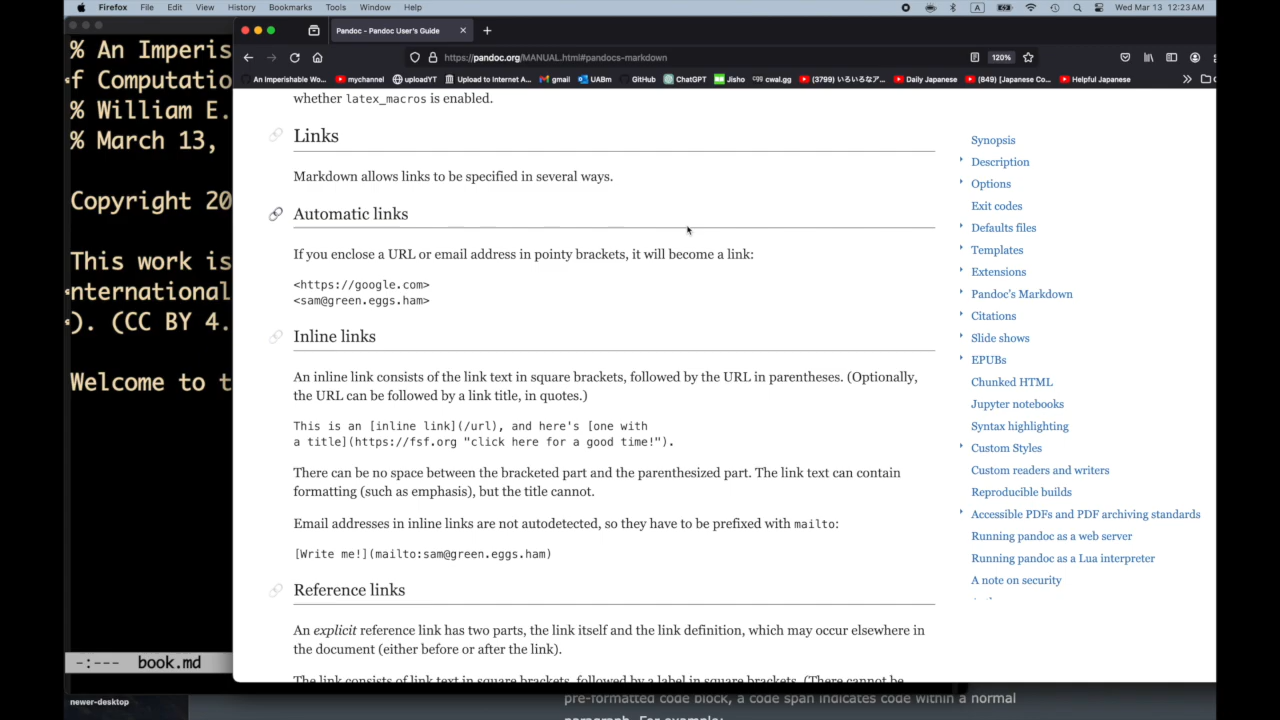 Firefox File Edit View History Bookmarks Tools Window Help A Wed Mar 13 12:23 AM
Pandoc - Pandoc User's Guide
https://pandoc.org/MANUAL.html#pandocs-markdown 120%
An Imperishable Wo... mychannel uploadYT Upload to Internet A... gmail UABm GitHub ChatGPT Jisho cwal.gg (3799) いろいろなア... Daily Japanese (849) [Japanese Co... Helpful Japanese
% An Imperis
f Computatio
% William E.
% March 13,
Copyright 20
This work is
nternational
). (CC BY 4.
Welcome to t
-:--- book.md
newer-desktop
whether latex_macros is enabled.
Links
Markdown allows links to be specified in several ways.
Automatic links
If you enclose a URL or email address in pointy brackets, it will become a link:
<https://google.com>
<sam@green.eggs.ham>
Inline links
An inline link consists of the link text in square brackets, followed by the URL in parentheses. (Optionally,
the URL can be followed by a link title, in quotes.)
This is an [inline link](/url), and here's [one with
a title](https://fsf.org "click here for a good time!").
There can be no space between the bracketed part and the parenthesized part. The link text can contain
formatting (such as emphasis), but the title cannot.
Email addresses in inline links are not autodetected, so they have to be prefixed with mailto:
[Write me!](mailto:sam@green.eggs.ham)
Reference links
An explicit reference link has two parts, the link itself and the link definition, which may occur elsewhere in
the document (either before or after the link).
The link consists of link text in square brackets, followed by a label in square brackets. (There cannot be
Synopsis
Description
Options
Exit codes
Defaults files
Templates
Extensions
Pandoc's Markdown
Citations
Slide shows
EPUBs
Chunked HTML
Jupyter notebooks
Syntax highlighting
Custom Styles
Custom readers and writers
Reproducible builds
Accessible PDFs and PDF archiving standards
Running pandoc as a web server
Running pandoc as a Lua interpreter
A note on security
pre-formatted code block, a code span indicates code within a normal
paragraph. For example: